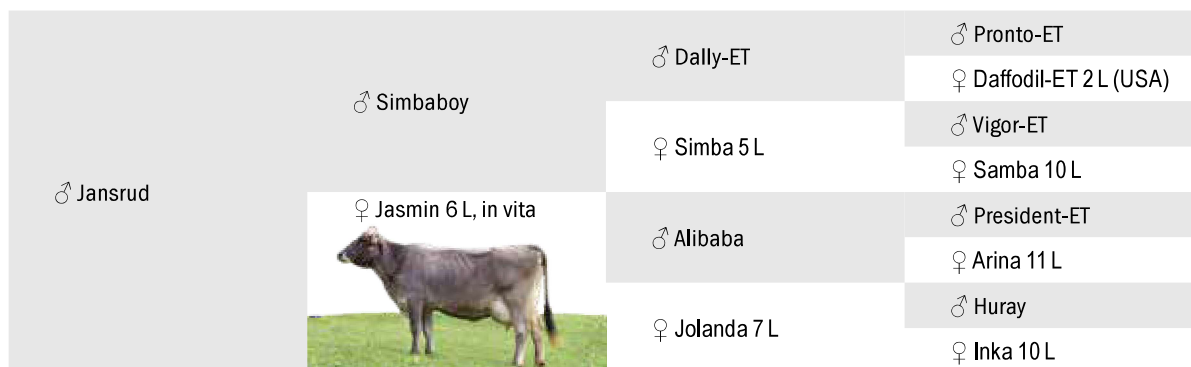 ♂ Jansrud
♂ Simbaboy
♀ Jasmin 6 L, in vita
♂ Dally-ET
♀ Simba 5 L
♂ Alibaba
♀ Jolanda 7 L
♂ Pronto-ET
♀ Daffodil-ET 2 L (USA)
♂ Vigor-ET
♀ Samba 10 L
♂ President-ET
♀ Arina 11 L
♂ Huray
♀ Inka 10 L